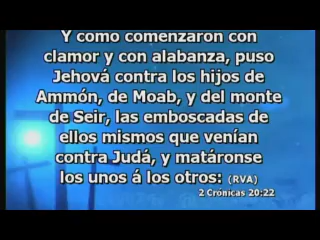 Y como comenzaron con
clamor y con alabanza, puso
Jehová contra los hijos de
Ammón, de Moab, y del monte
de Seir, las emboscadas de
ellos mismos que venían
contra Judá, y matáronse
los unos á los otros: (RVA)
2 Crónicas 20:22